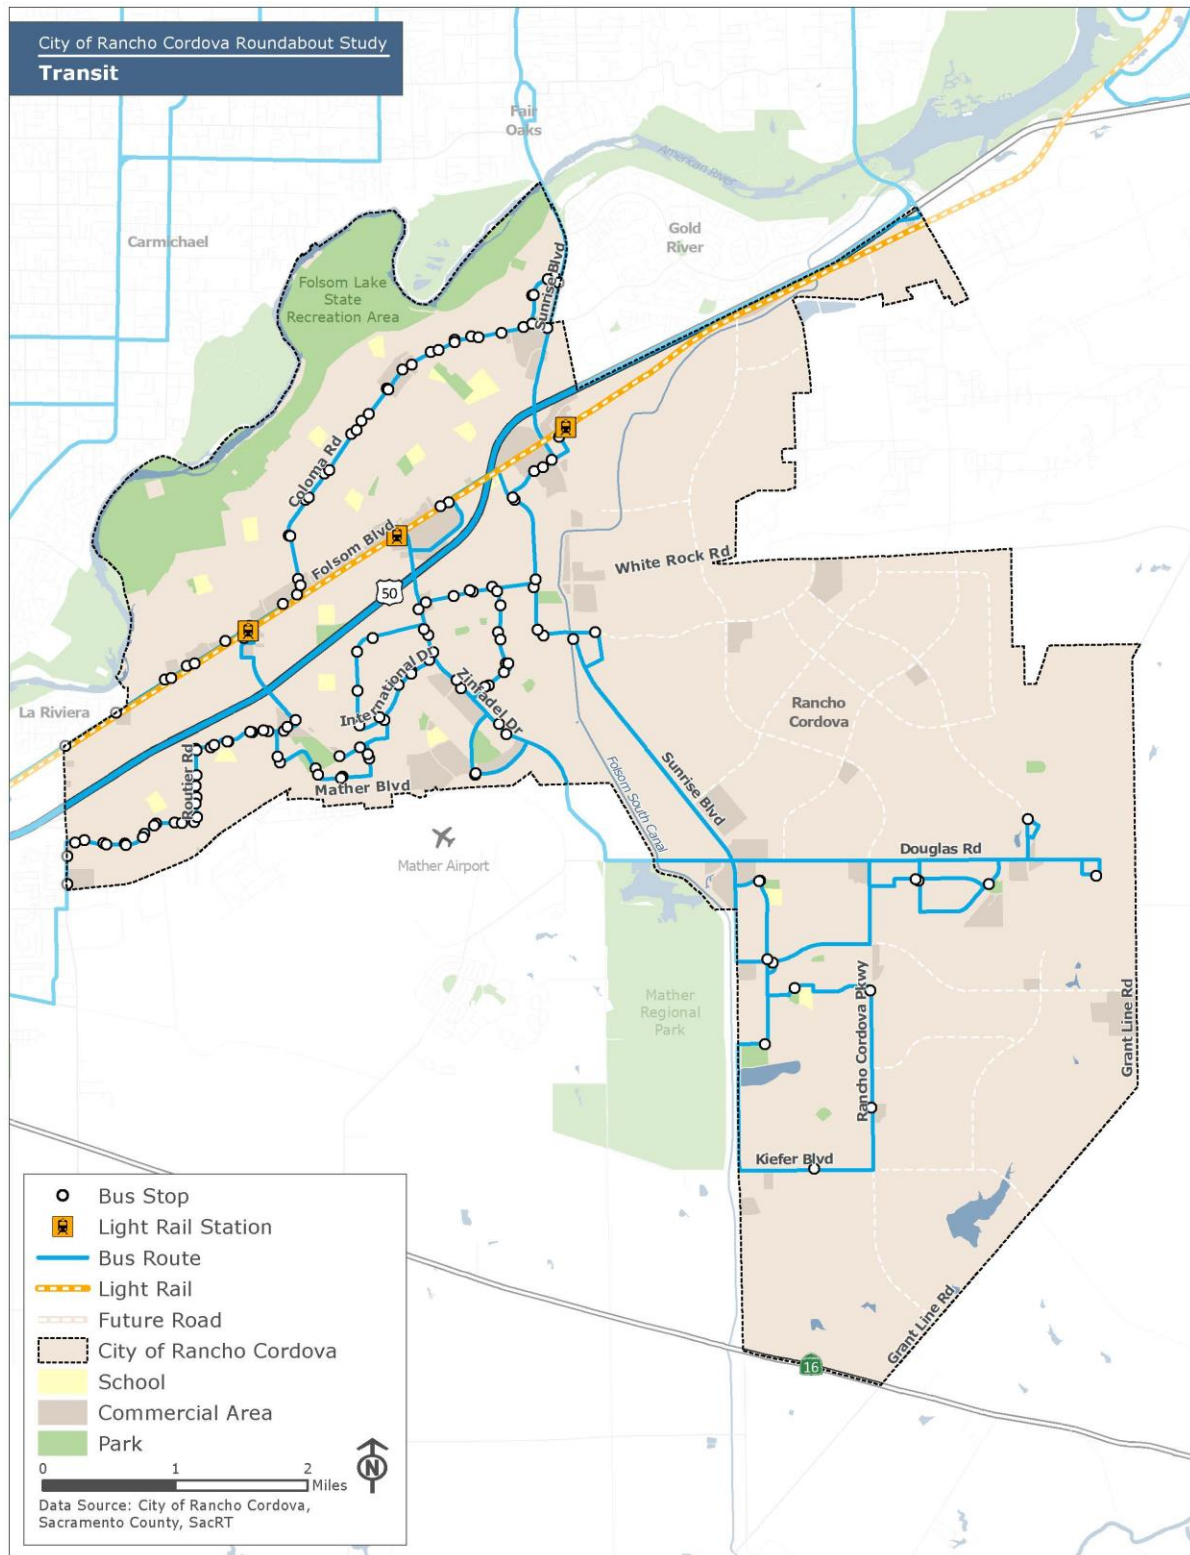 City of Rancho Cordova Roundabout Study
Transit
Fair
Oaks
American River
Carmichael
Gold
River
Folsom Lake
State
Recreation Area
Sunrise Blvd
Coloma Rd
Folsom Blvd
50
White Rock Rd
La Riviera
International Dr
Zinfadel Dr
Rancho
Cordova
Routier Rd
Mather Blvd
Sunrise Blvd
Folsom South Canal
Mather Airport
Douglas Rd
Mather
Regional
Park
Rancho Cordova Pkwy
Grant Line Rd
Kiefer Blvd
Grant Line Rd
16
Bus Stop
Light Rail Station
Bus Route
Light Rail
Future Road
City of Rancho Cordova
School
Commercial Area
Park
0 1 2
Miles
N
Data Source: City of Rancho Cordova,
Sacramento County, SacRT